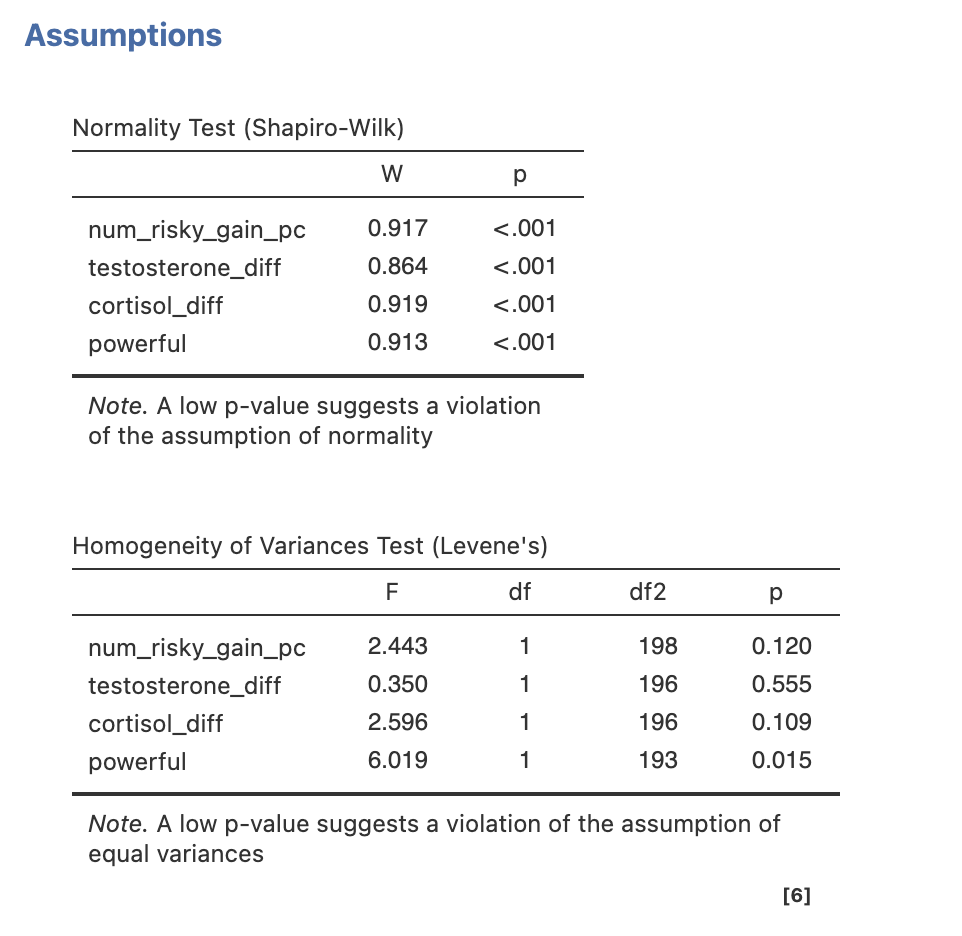 Assumptions
Normality Test (Shapiro-Wilk)
W p
num_risky_gain_pc 0.917 <.001
testosterone_diff 0.864 <.001
cortisol_diff 0.919 <.001
powerful 0.913 <.001
Note. A low p-value suggests a violation
of the assumption of normality
Homogeneity of Variances Test (Levene's)
F df df2 p
num_risky_gain_pc 2.443 1 198 0.120
testosterone_diff 0.350 1 196 0.555
cortisol_diff 2.596 1 196 0.109
powerful 6.019 1 193 0.015
Note. A low p-value suggests a violation of the assumption of
equal variances
[6]